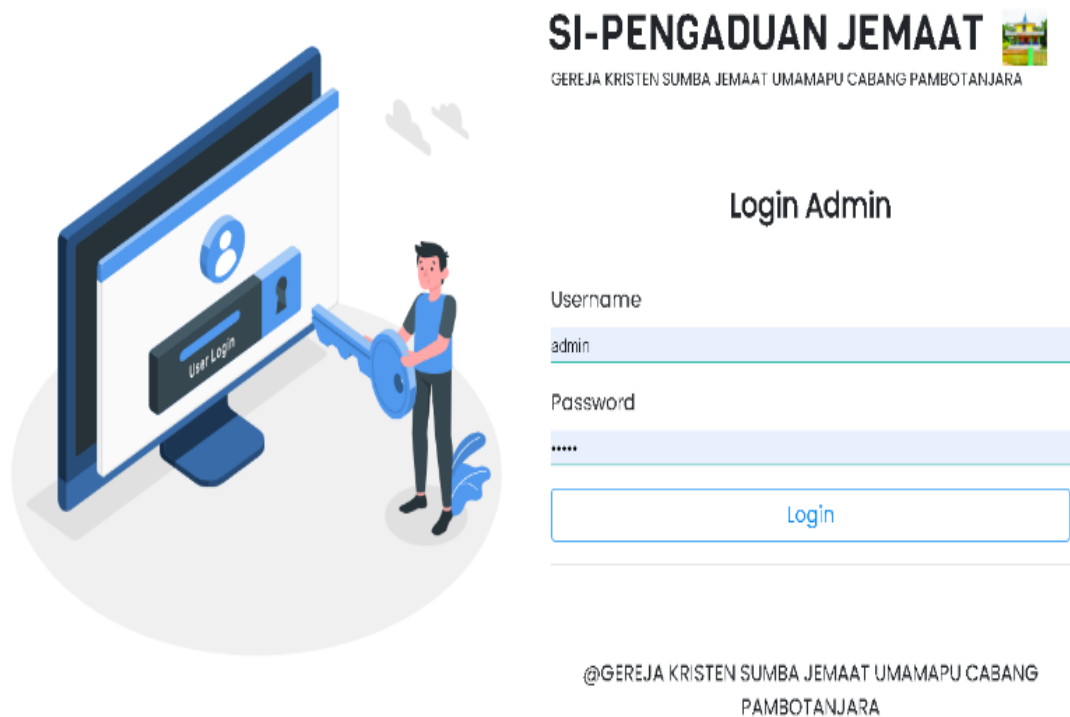 SI-PENGADUAN JEMAAT
GEREJA KRISTEN SUMBA JEMAAT UMAMAPU CABANG PAMBOTANJARA
Login Admin
Username
admin
Password
•••••
Login
@GEREJA KRISTEN SUMBA JEMAAT UMAMAPU CABANG
PAMBOTANJARA
User Login